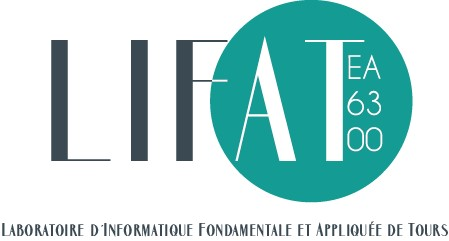 LIFAT
EA
63
00
LABORATOIRE D'INFORMATIQUE FONDAMENTALE ET APPLIQUÉE DE TOURS